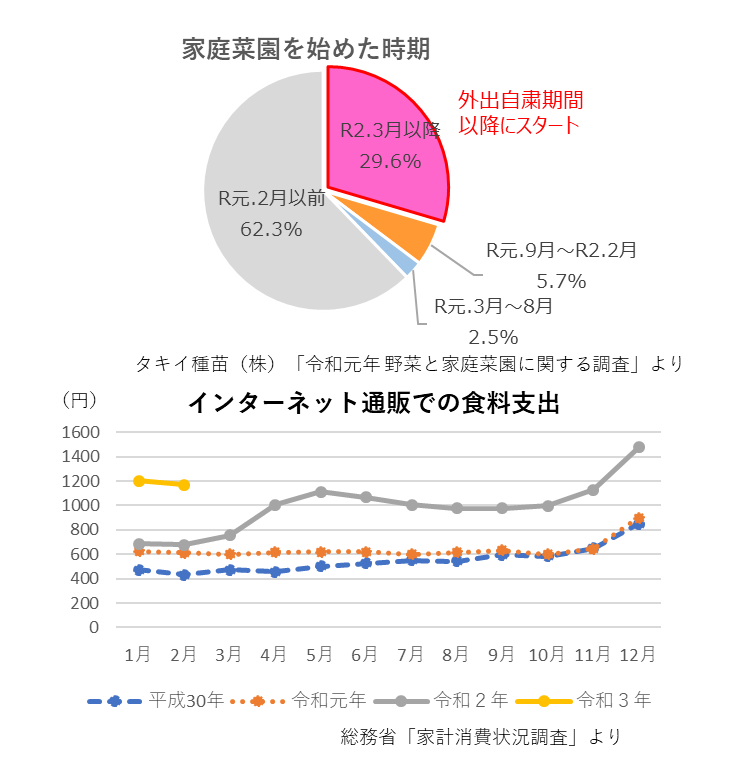 家庭菜園を始めた時期
外出自粛期間
以降にスタート
R2.3月以降
29.6%
R元.2月以前
62.3%
R元.9月～R2.2月
5.7%
R元.3月～8月
2.5%
タキイ種苗（株）「令和元年 野菜と家庭菜園に関する調査」より
（円）
インターネット通販での食料支出
1600
1400
1200
1000
800
600
400
200
0
1月 2月 3月 4月 5月 6月 7月 8月 9月 10月 11月 12月
平成30年 令和元年 令和２年 令和３年
総務省「家計消費状況調査」より